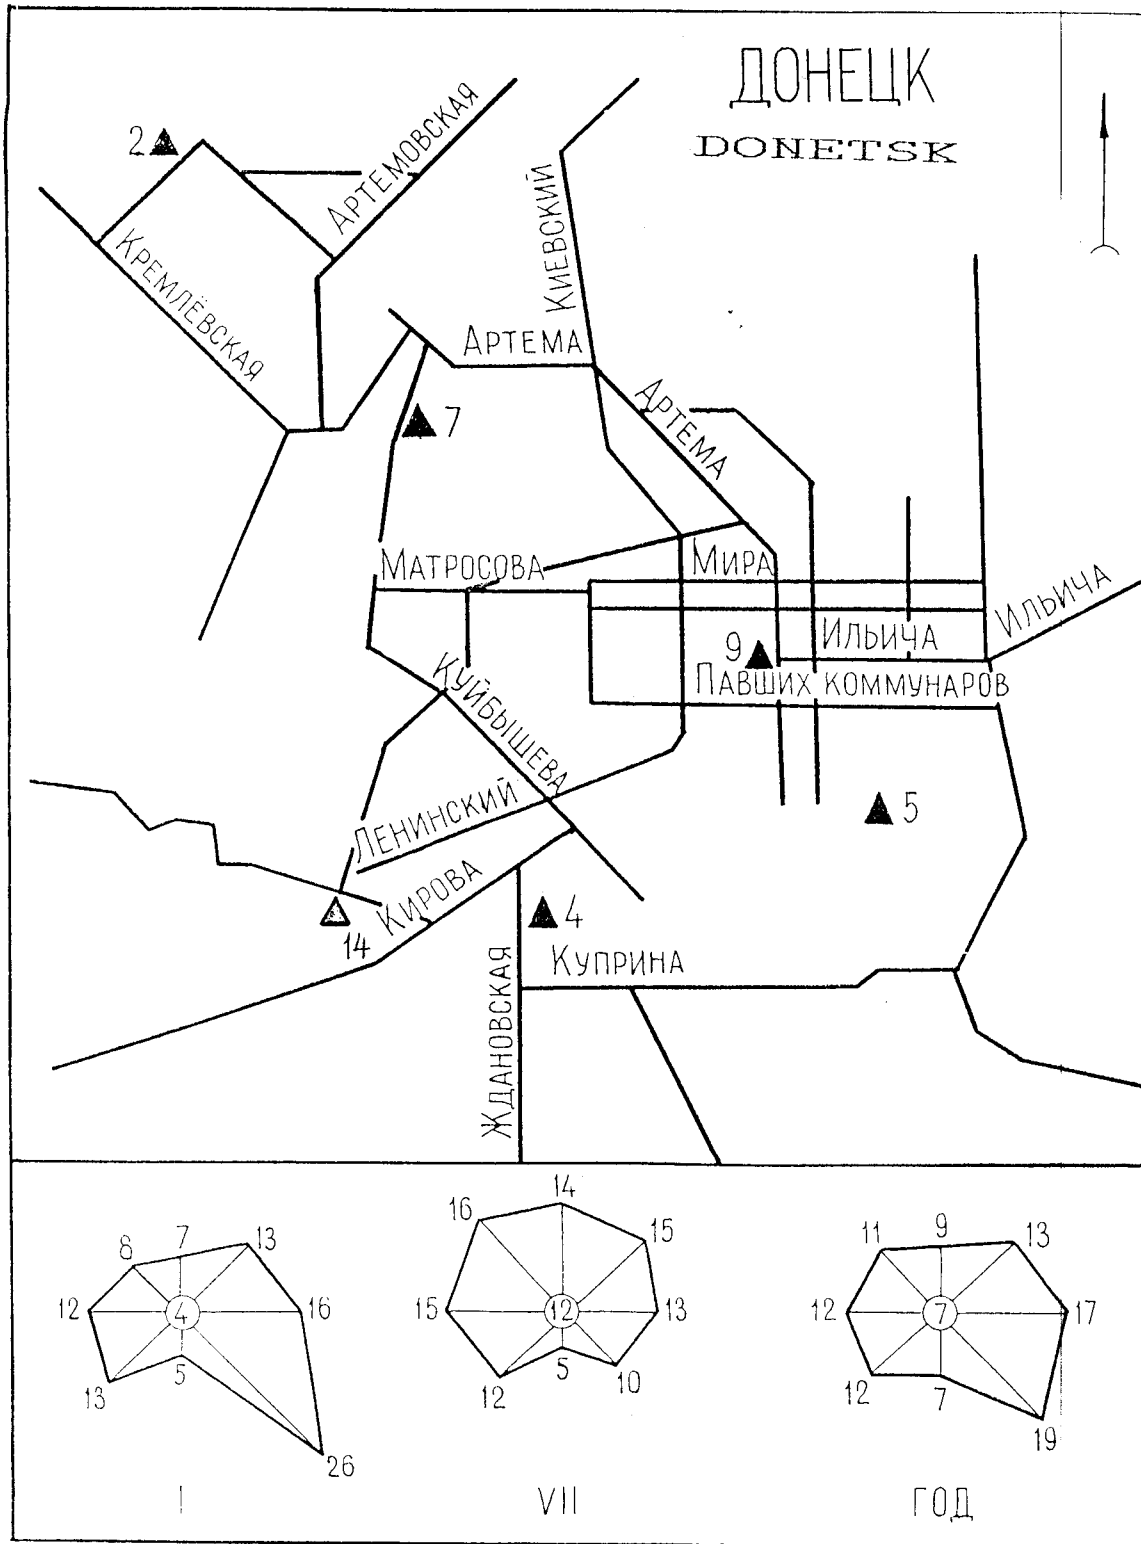 ДОНЕЦК
DONETSK
2
АРТЕМОВСКАЯ
КИЕВСКИЙ
КРЕМЛЁВСКАЯ
АРТЕМА
АРТЕМА
7
МАТРОСОВА
МИРА
ИЛЬИЧА
ИЛЬИЧА
9
ПАВШИХ КОММУНАРОВ
КУЙБЫШЕВА
ЛЕНИНСКИЙ
5
КИРОВА
14
4
КУПРИНА
ЖДАНОВСКАЯ
8 7 13
12 4 16
13 5
26
I
16 14 15
15 12 13
12 5 10
VII
11 9 13
12 7 17
12 7
19
ГОД